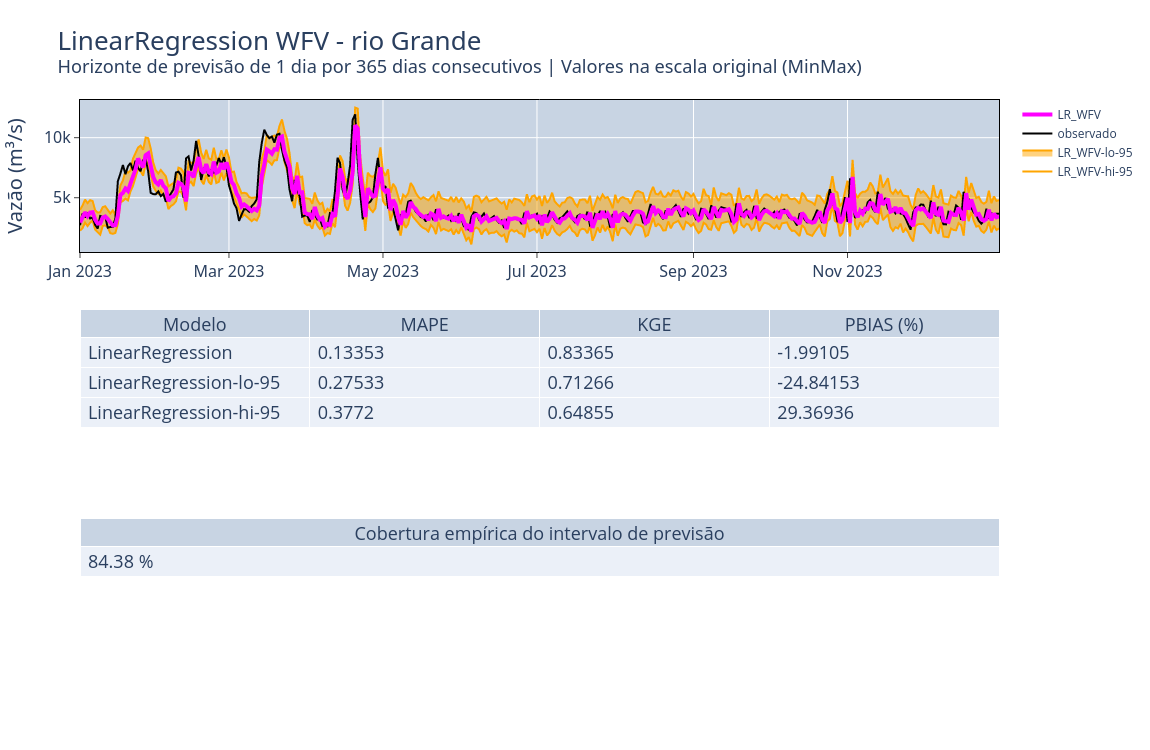 LinearRegression WFV - rio Grande
Horizonte de previsão de 1 dia por 365 dias consecutivos | Valores na escala original (MinMax)
Vazão (m³/s)
10k
5k
Jan 2023 Mar 2023 May 2023 Jul 2023 Sep 2023 Nov 2023
LR_WFV
observado
LR_WFV-lo-95
LR_WFV-hi-95
Modelo MAPE KGE PBIAS (%)
LinearRegression 0.13353 0.83365 -1.99105
LinearRegression-lo-95 0.27533 0.71266 -24.84153
LinearRegression-hi-95 0.3772 0.64855 29.36936
Cobertura empírica do intervalo de previsão
84.38 %